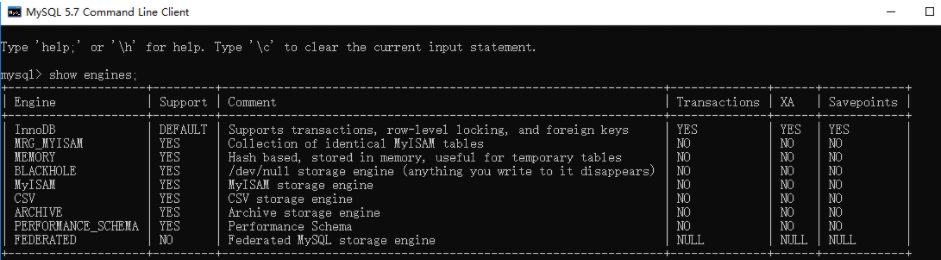 MySQL 5.7 Command Line Client
Type 'help;' or '\h' for help. Type '\c' to clear the current input statement.
mysql> show engines;
| Engine | Support | Comment | Transactions | XA | Savepoints |
| InnoDB | DEFAULT | Supports transactions, row-level locking, and foreign keys | YES | YES | YES |
| MRG_MYISAM | YES | Collection of identical MyISAM tables | NO | NO | NO |
| MEMORY | YES | Hash based, stored in memory, useful for temporary tables | NO | NO | NO |
| BLACKHOLE | YES | /dev/null storage engine (anything you write to it disappears) | NO | NO | NO |
| MyISAM | YES | MyISAM storage engine | NO | NO | NO |
| CSV | YES | CSV storage engine | NO | NO | NO |
| ARCHIVE | YES | Archive storage engine | NO | NO | NO |
| PERFORMANCE_SCHEMA | YES | Performance Schema | NO | NO | NO |
| FEDERATED | NO | Federated MySQL storage engine | NULL | NULL | NULL |